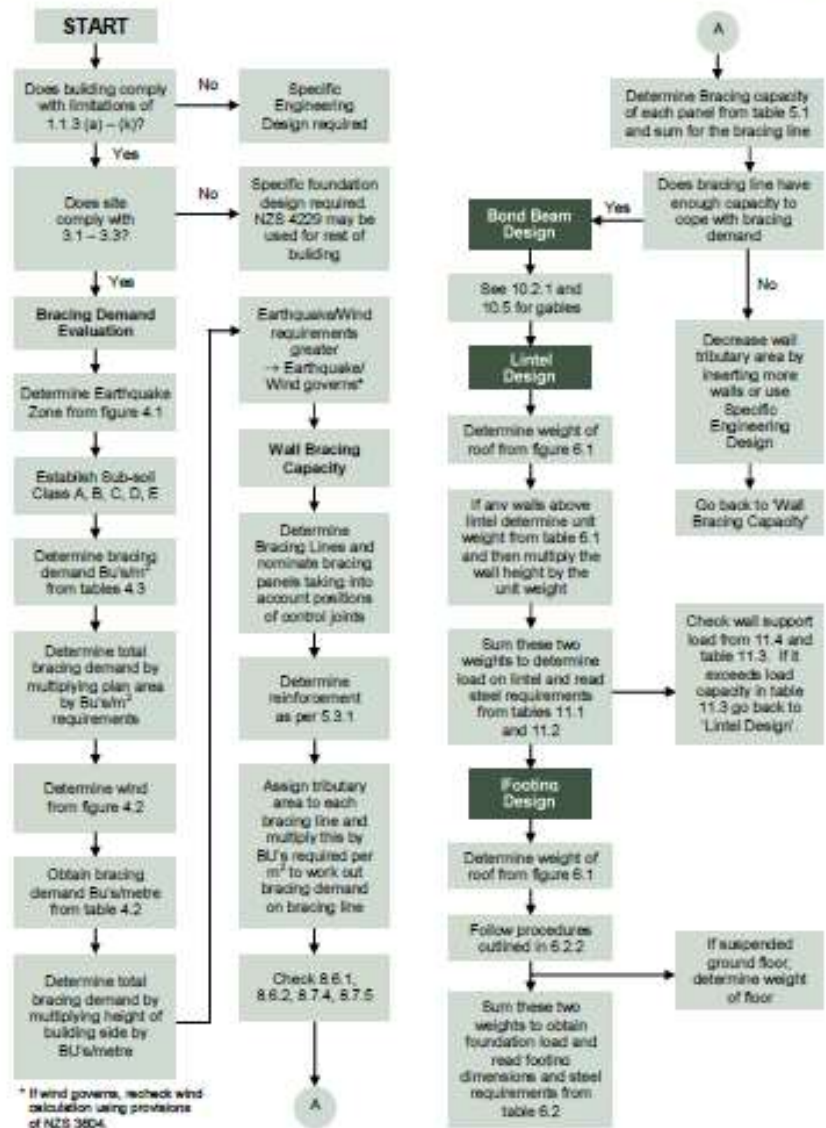 START
Does building comply
with limitations of
1.1.3 (a) – (k)?
No
Specific
Engineering
Design required
Yes
Does site
comply with
3.1 – 3.3?
No
Specific foundation
design required.
NZS 4229 may be
used for rest of
building
Yes
Bracing Demand
Evaluation
Determine Earthquake
Zone from figure 4.1
Establish Sub-soil
Class A, B, C, D, E
Determine bracing
demand Bu's/m²
from tables 4.3
Determine total
bracing demand by
multiplying plan area
by Bu's/m²
requirements
Determine wind
from figure 4.2
Obtain bracing
demand Bu's/metre
from table 4.2
Determine total
bracing demand by
multiplying height of
building side by
BU's/metre
* If wind governs, recheck wind
calculation using provisions
of NZS 3604.
Earthquake/Wind
requirements
greater
→ Earthquake/
Wind governs*
Wall Bracing
Capacity
Determine
Bracing Lines and
nominate bracing
panels taking into
account positions
of control joints
Determine
reinforcement
as per 5.3.1
Assign tributary
area to each
bracing line and
multiply this by
BU's required per
m² to work out
bracing demand
on bracing line
Check 8.6.1,
8.6.2, 8.7.4, 8.7.5
A
A
Determine Bracing capacity
of each panel from table 5.1
and sum for the bracing line
Does bracing line have
enough capacity to
cope with bracing
demand
Yes
Bond Beam
Design
See 10.2.1 and
10.5 for gables
No
Decrease wall
tributary area by
inserting more
walls or use
Specific
Engineering
Design
Go back to 'Wall
Bracing Capacity'
Lintel
Design
Determine weight of
roof from figure 6.1
If any walls above
lintel determine unit
weight from table 6.1
and then multiply the
wall height by the
unit weight
Sum these two
weights to determine
load on lintel and read
steel requirements
from tables 11.1
and 11.2
Check wall support
load from 11.4 and
table 11.3. If it
exceeds load
capacity in table
11.3 go back to
'Lintel Design'
Footing
Design
Determine weight of
roof from figure 6.1
Follow procedures
outlined in 6.2.2
If suspended
ground floor,
determine weight
of floor
Sum these two
weights to obtain
foundation load and
read footing
dimensions and steel
requirements from
table 6.2